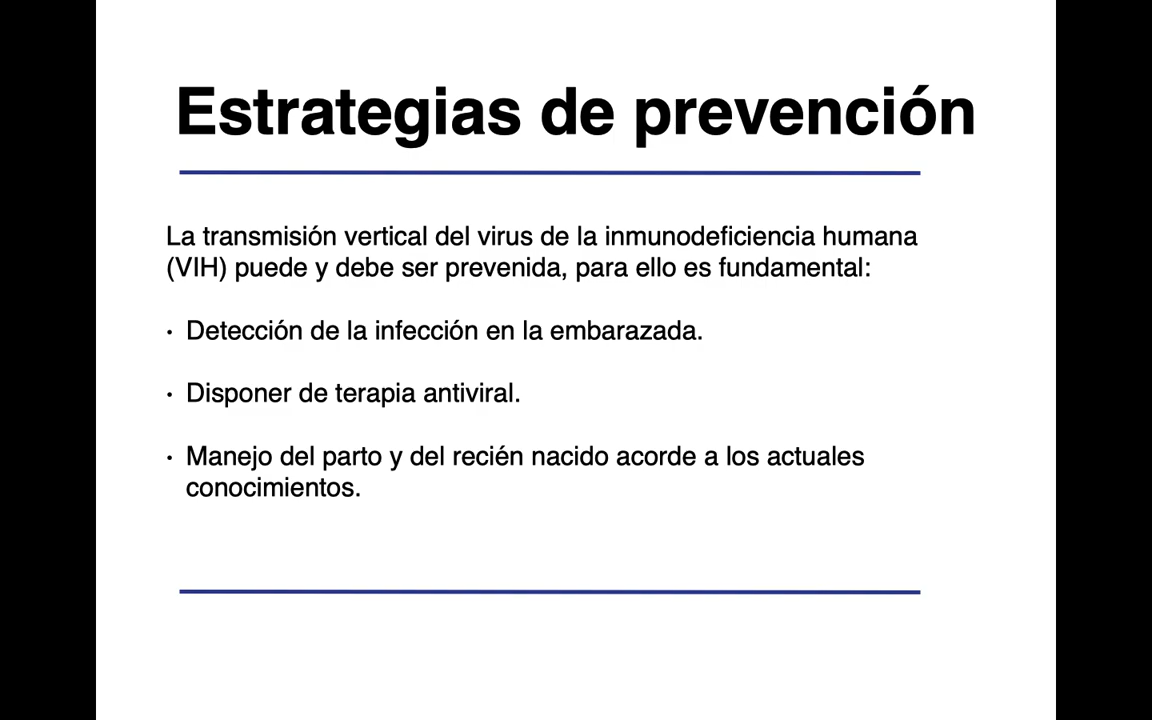 Estrategias de prevención
La transmisión vertical del virus de la inmunodeficiencia humana
(VIH) puede y debe ser prevenida, para ello es fundamental:
• Detección de la infección en la embarazada.
• Disponer de terapia antiviral.
• Manejo del parto y del recién nacido acorde a los actuales
conocimientos.